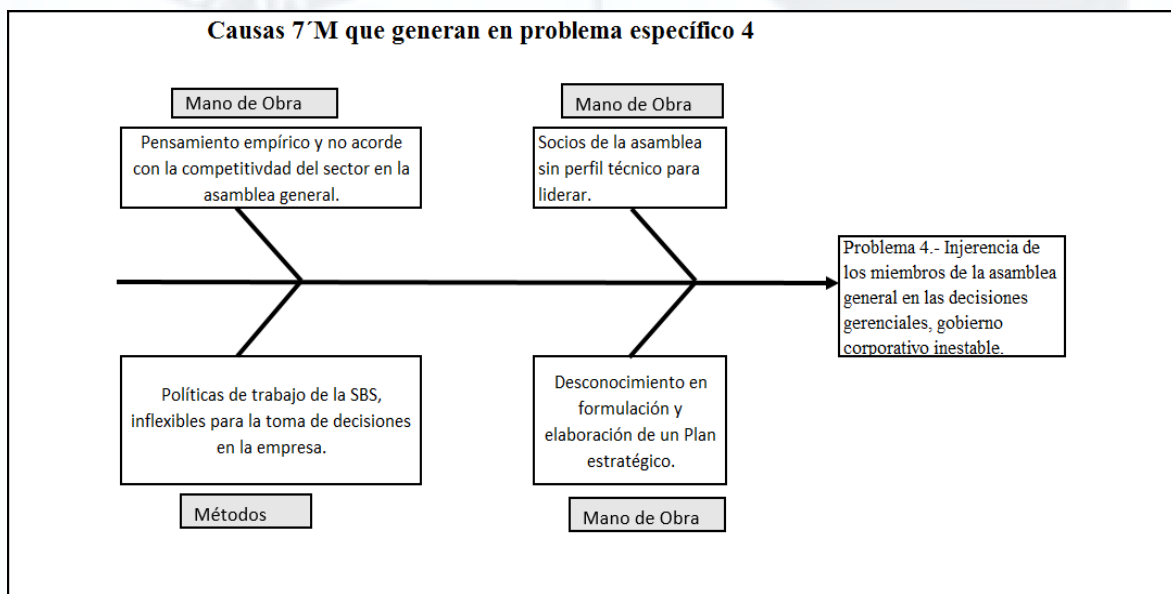 Causas 7´M que generan en problema específico 4
Mano de Obra
Pensamiento empírico y no acorde
con la competitivdad del sector en la
asamblea general.
Mano de Obra
Socios de la asamblea
sin perfil técnico para
liderar.
Problema 4.- Injerencia de
los miembros de la asamblea
general en las decisiones
gerenciales, gobierno
corporativo inestable.
Políticas de trabajo de la SBS,
inflexibles para la toma de decisiones
en la empresa.
Métodos
Desconocimiento en
formulación y
elaboración de un Plan
estratégico.
Mano de Obra